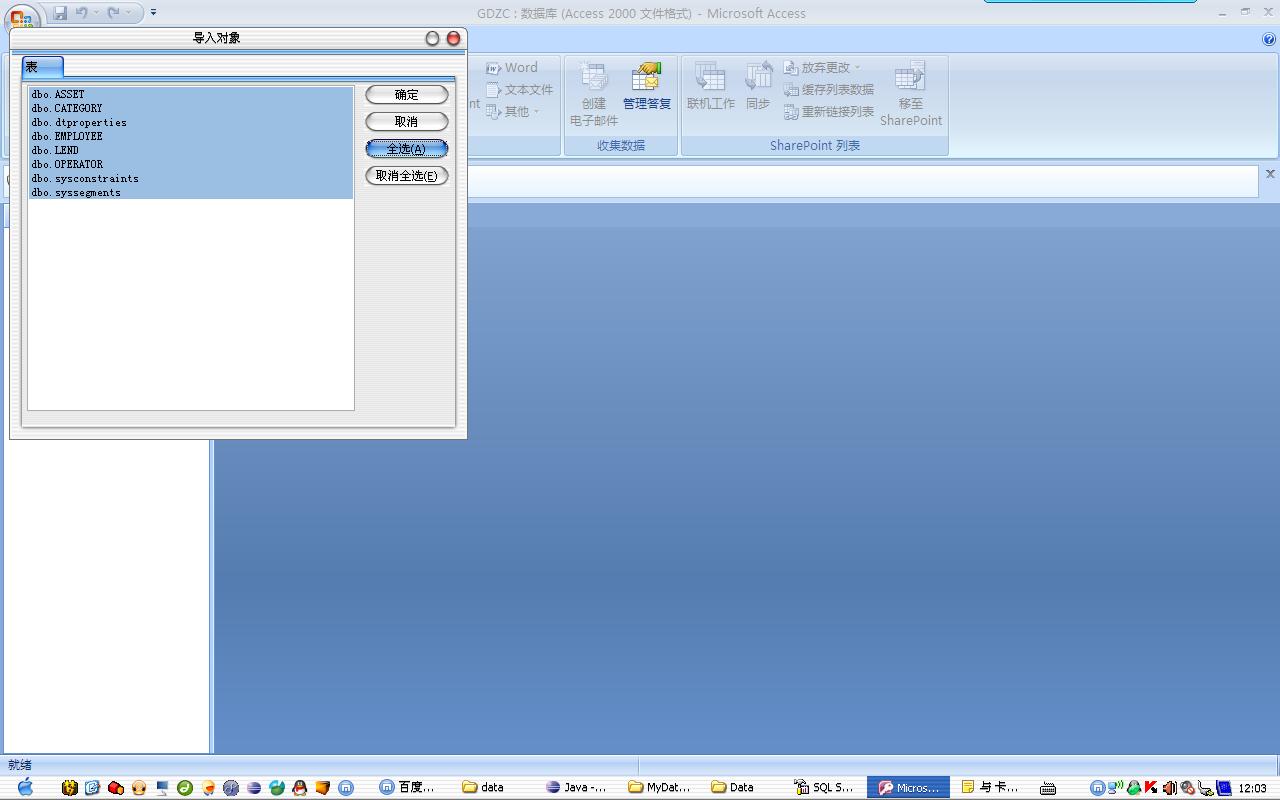 GDZC : 数据库 (Access 2000 文件格式) - Microsoft Access
导入对象
表
dbo.ASSET
dbo.CATEGORY
dbo.dtproperties
dbo.EMPLOYEE
dbo.LEND
dbo.OPERATOR
dbo.sysconstraints
dbo.syssegments
确定
取消
全选(A)
取消全选(E)
Word
文本文件
nt
其他
创建
电子邮件
管理答复
收集数据
联机工作
同步
放弃更改
缓存列表数据
重新链接列表
移至
SharePoint
SharePoint 列表
就绪
百度...
data
Java -...
MyDat...
Data
SQL S...
Micros...
与 卡...
12:03